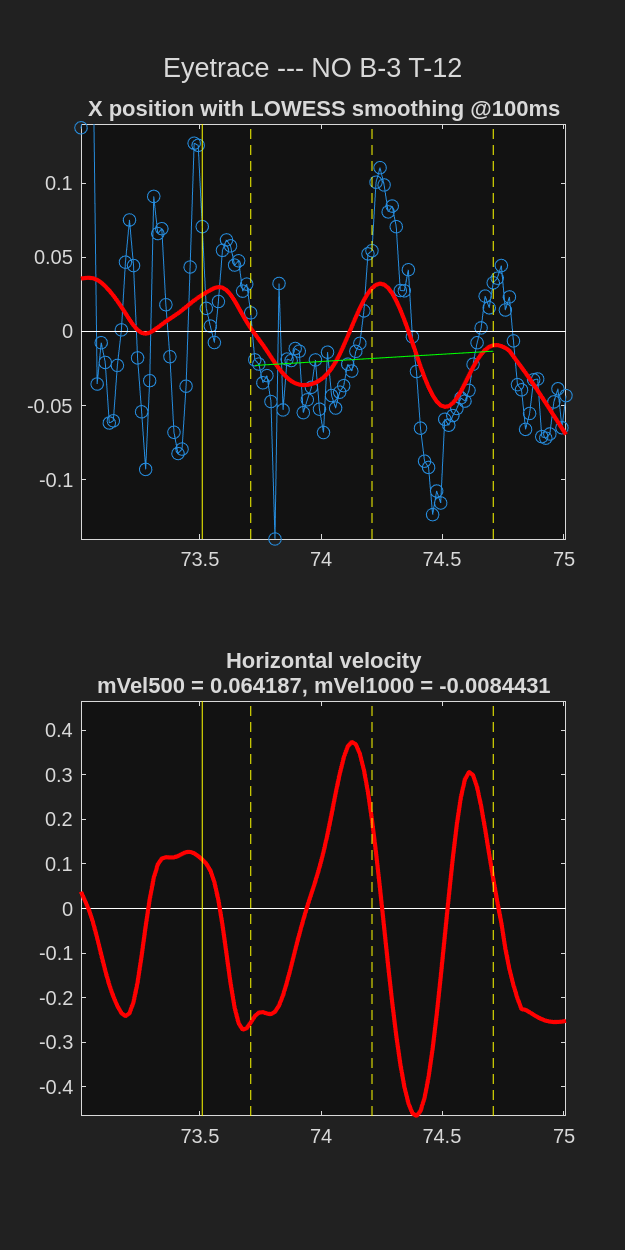 Eyetrace --- NO B-3 T-12
X position with LOWESS smoothing @100ms
0.1
0.05
0
-0.05
-0.1
73.5 74 74.5 75
Horizontal velocity
mVel500 = 0.064187, mVel1000 = -0.0084431
0.4
0.3
0.2
0.1
0
-0.1
-0.2
-0.3
-0.4
73.5 74 74.5 75